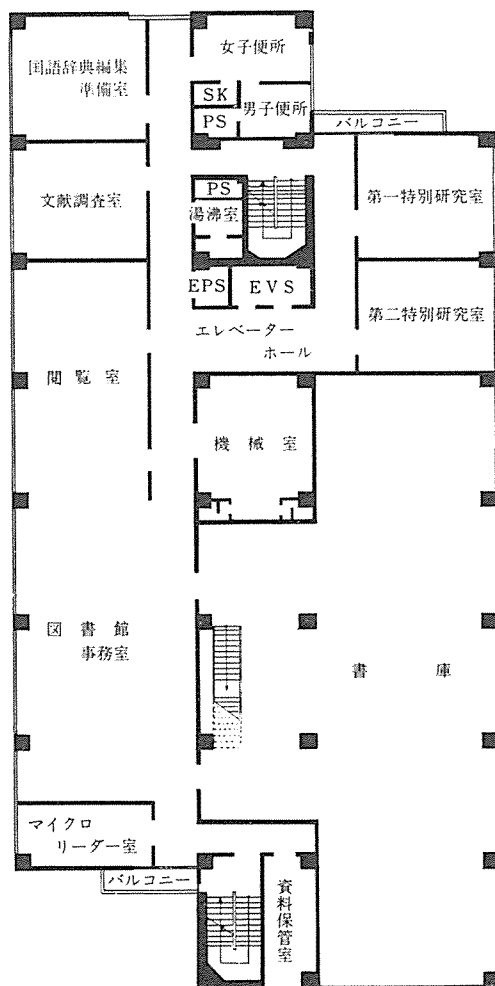 女子便所
国語辞典編集
準備室
SK
PS
男子便所
バルコニー
文献調査室
PS
湯沸室
第一特別研究室
EPS
EVS
第二特別研究室
エレベーター
ホール
閲覧室
機械室
図書館
事務室
書庫
マイクロ
リーダー室
バルコニー
資料保管室